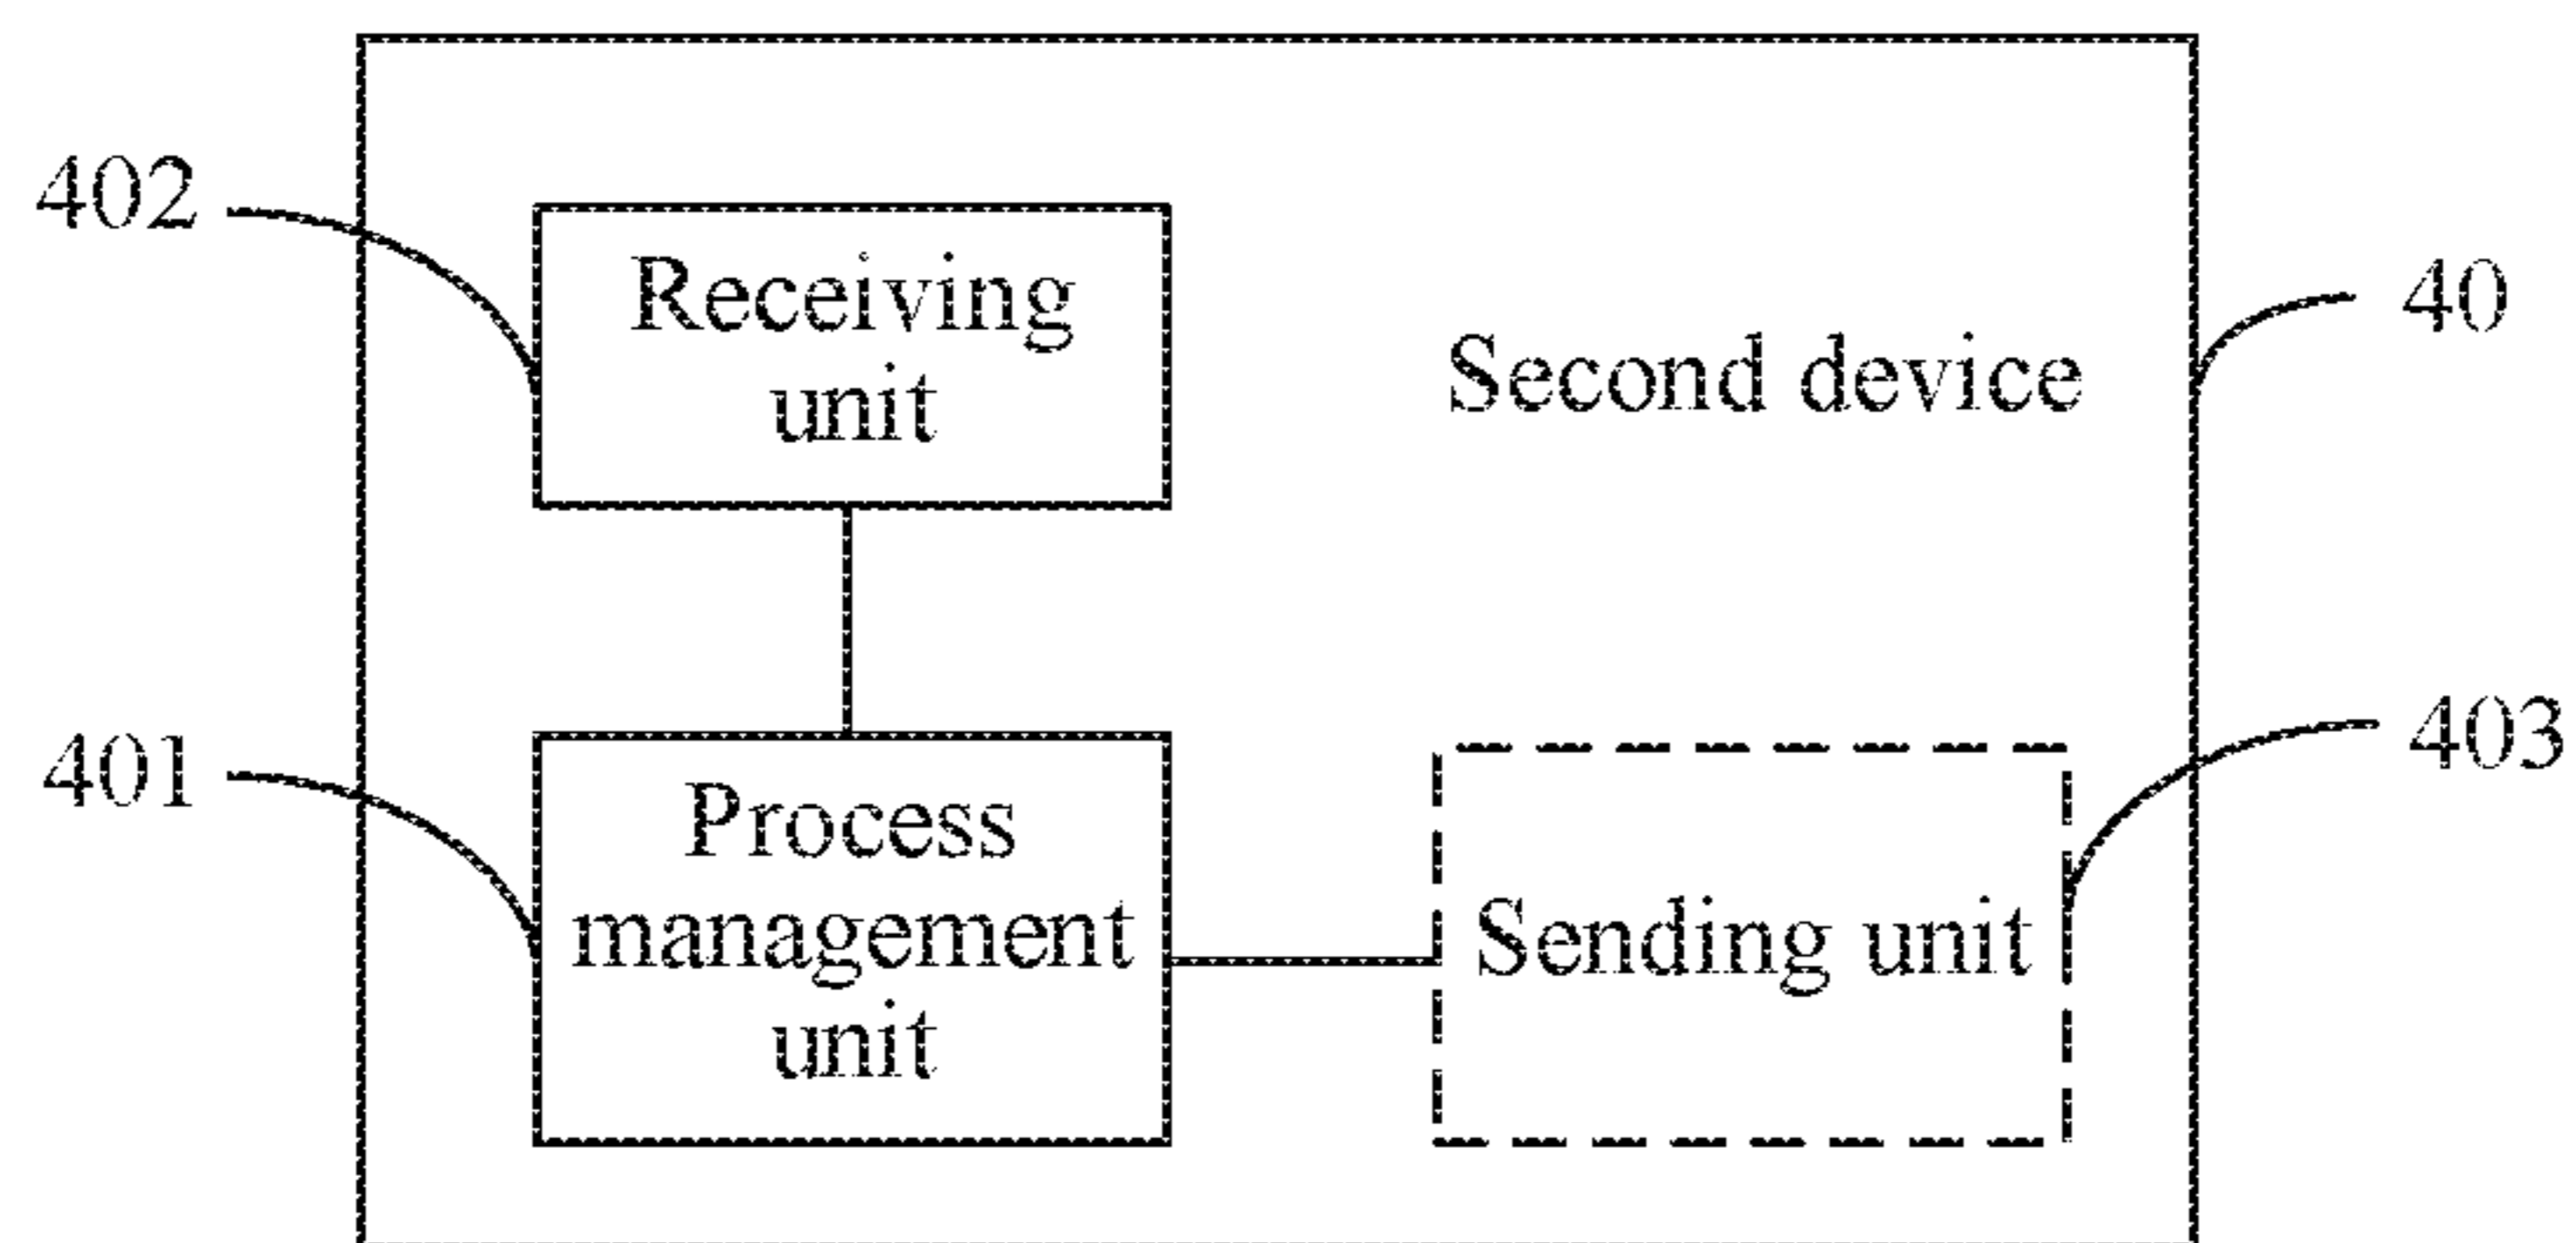 402
Receiving
unit
Second device
40
401
Process
management
unit
Sending unit
403